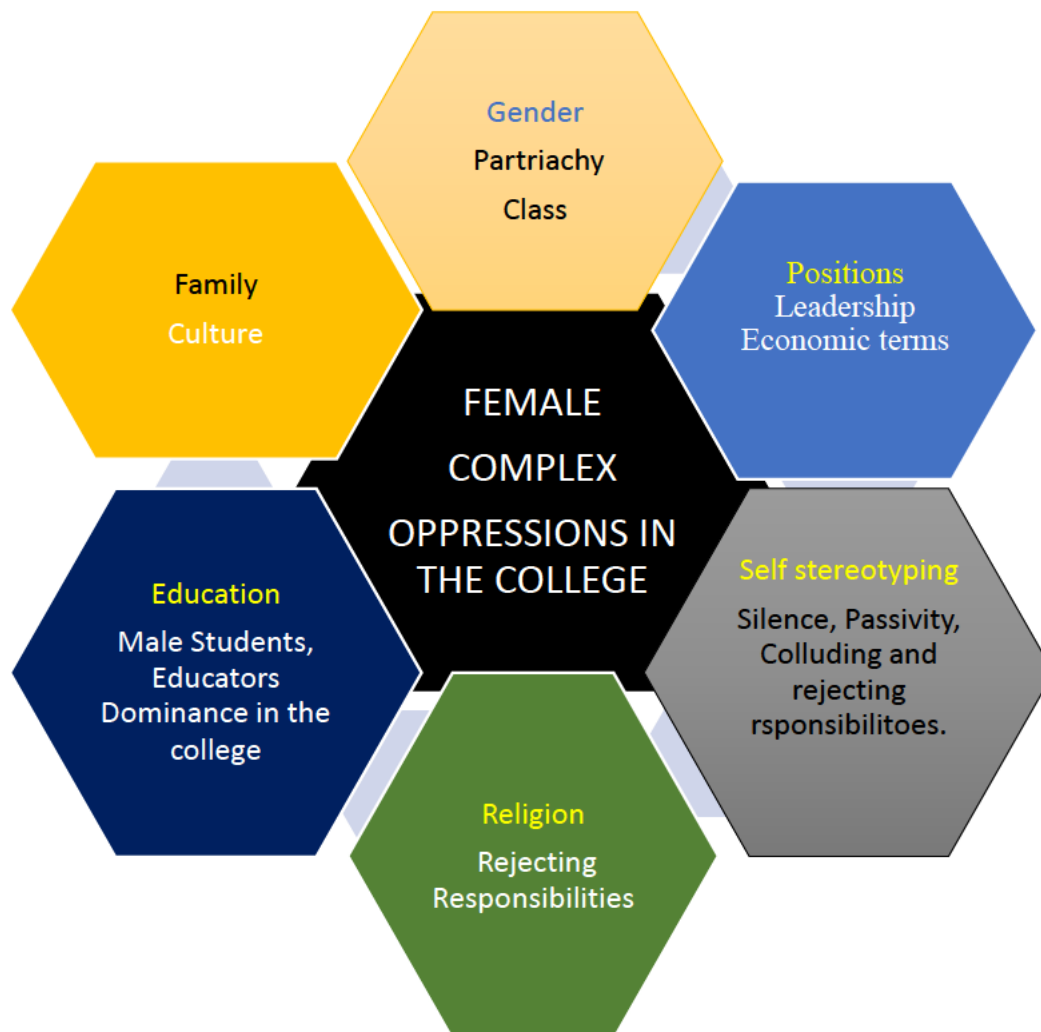 Gender
Partriachy
Class
Positions
Leadership
Economic terms
Family
Culture
FEMALE
COMPLEX
OPPRESSIONS IN
THE COLLEGE
Self stereotyping
Silence, Passivity,
Colluding and
rejecting
rsponsibilitoes.
Education
Male Students,
Educators
Dominance in the
college
Religion
Rejecting
Responsibilities